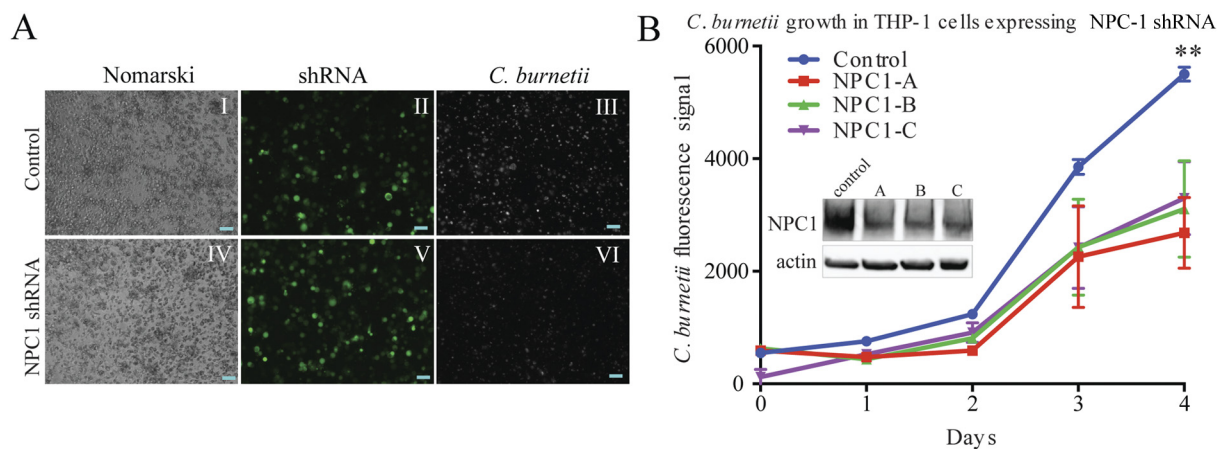 A
Nomarski
shRNA
C. burnetii
Control
I
II
III
NPC1 shRNA
IV
V
VI
B
C. burnetii growth in THP-1 cells expressing NPC-1 shRNA
C. burnetii fluorescence signal
6000
4000
2000
0
Control
NPC1-A
NPC1-B
NPC1-C
**
control
A
B
C
NPC1
actin
0
1
2
3
4
Days